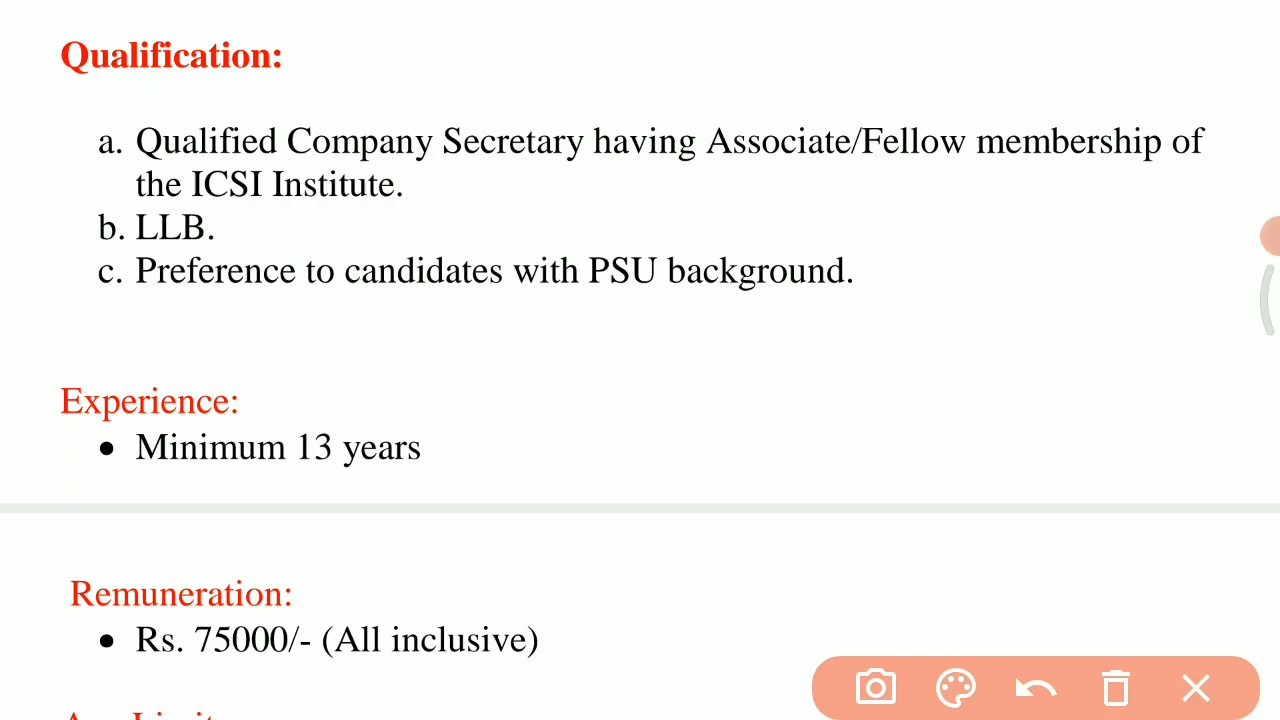 Qualification:
a. Qualified Company Secretary having Associate/Fellow membership of
the ICSI Institute.
b. LLB.
c. Preference to candidates with PSU background.
Experience:
• Minimum 13 years
Remuneration:
• Rs. 75000/- (All inclusive)